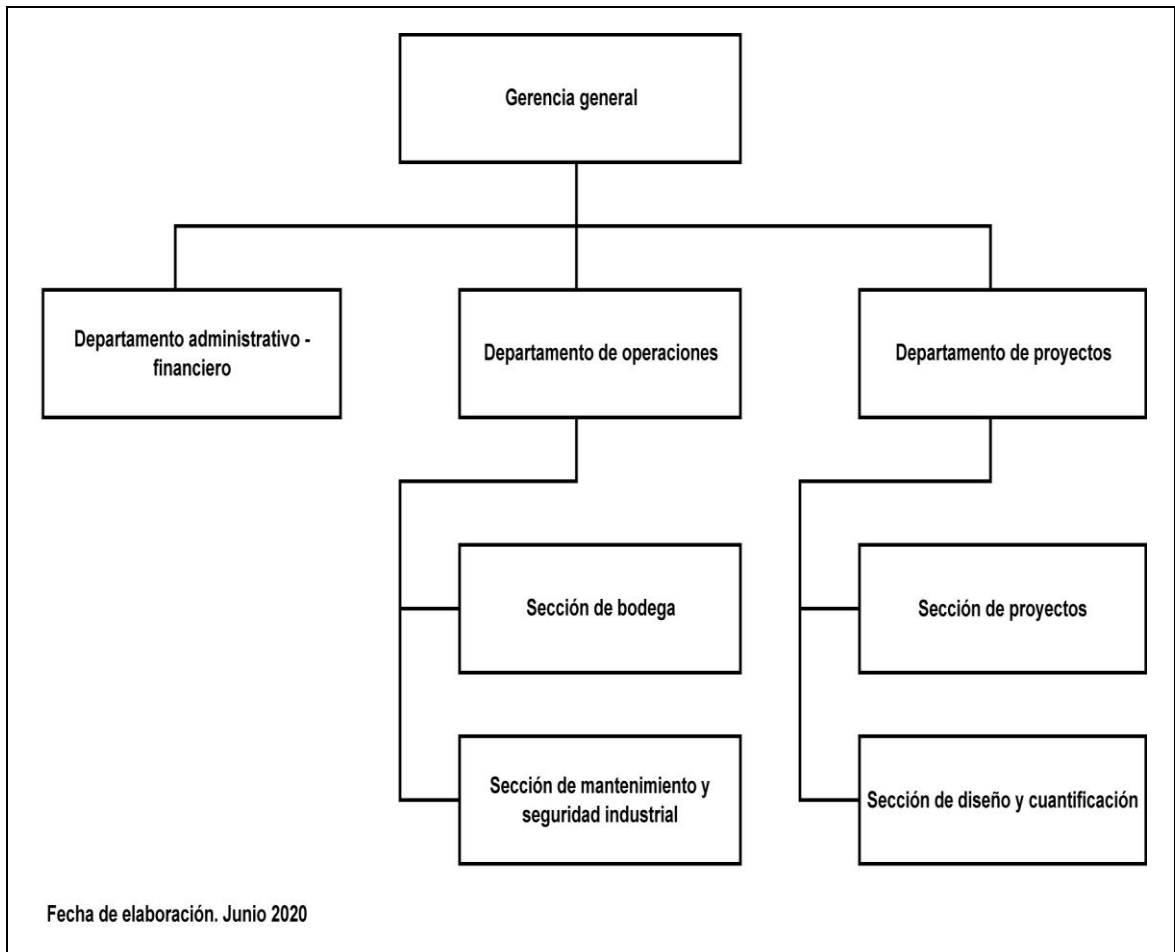 Gerencia general
Departamento administrativo -
financiero
Departamento de operaciones
Departamento de proyectos
Sección de bodega
Sección de proyectos
Sección de mantenimiento y
seguridad industrial
Sección de diseño y cuantificación
Fecha de elaboración. Junio 2020